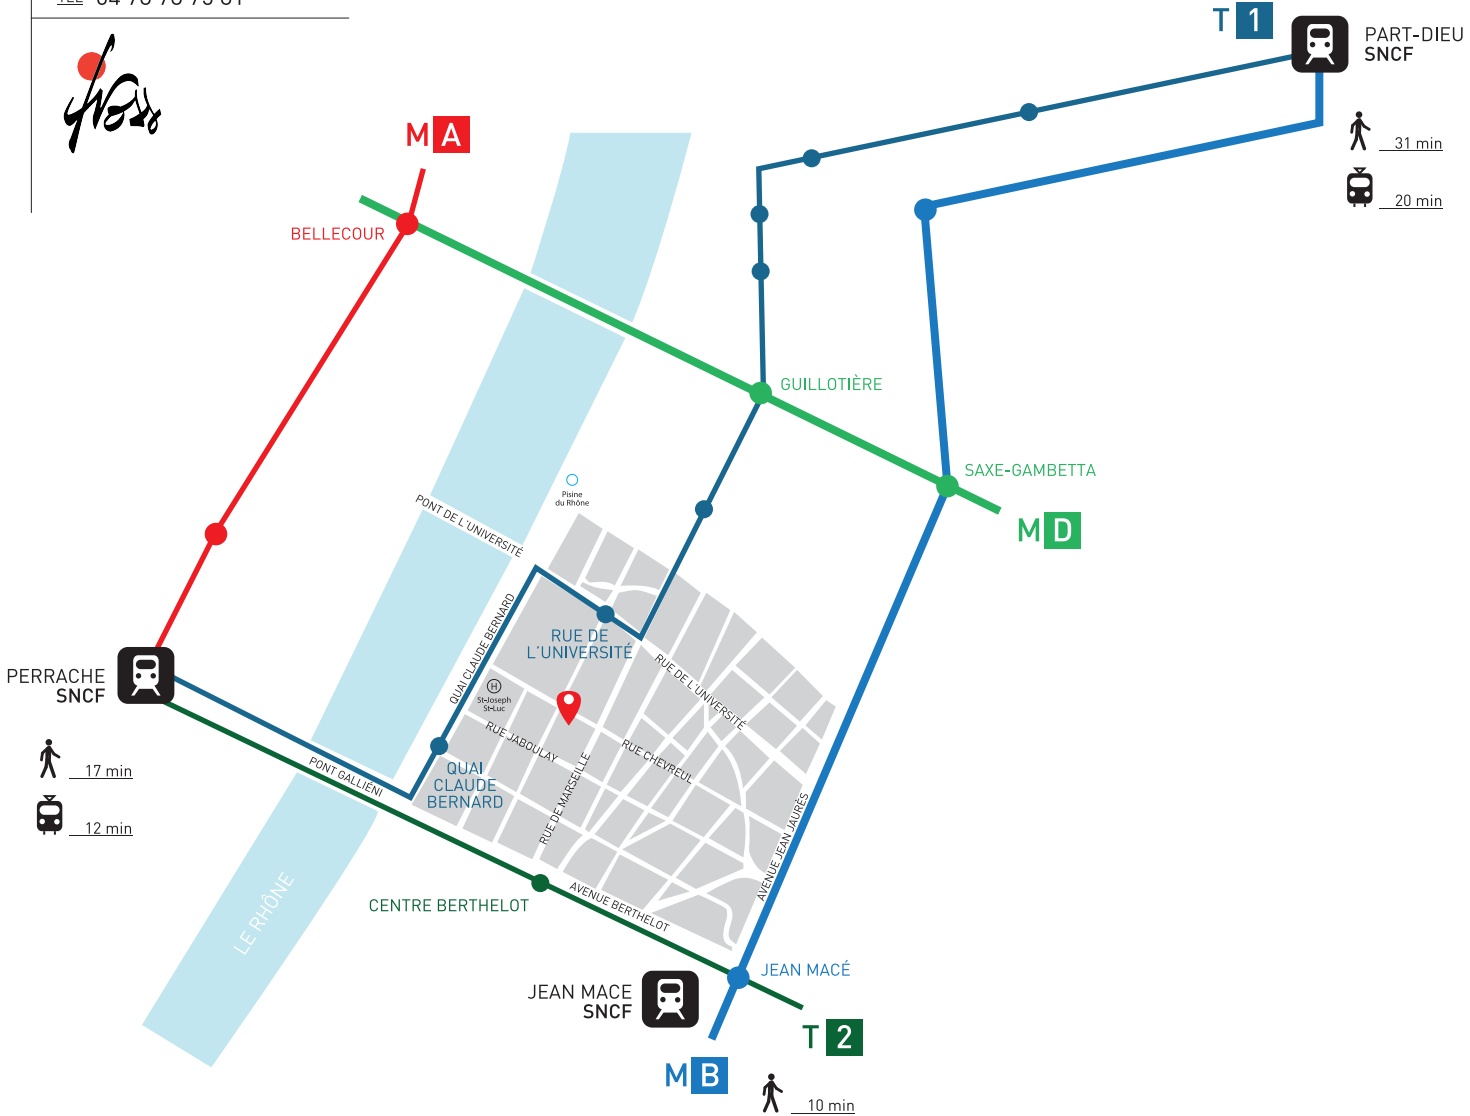 T 1
PART-DIEU
SNCF
31 min
20 min
M A
BELLECOUR
GUILLOTIÈRE
SAXE-GAMBETTA
M D
Pisine
du Rhône
PONT DE L'UNIVERSITÉ
QUAI CLAUDE BERNARD
RUE DE
L'UNIVERSITÉ
RUE DE L'UNIVERSITÉ
PERRACHE
SNCF
H
St-Joseph
St-Luc
RUE JABOULAY
RUE CHEVREUL
RUE DE MARSEILLE
17 min
12 min
PONT GALLIÉNI
QUAI
CLAUDE
BERNARD
AVENUE JEAN JAURÈS
LE RHÔNE
CENTRE BERTHELOT
AVENUE BERTHELOT
JEAN MACÉ
JEAN MACE
SNCF
T 2
M B
10 min